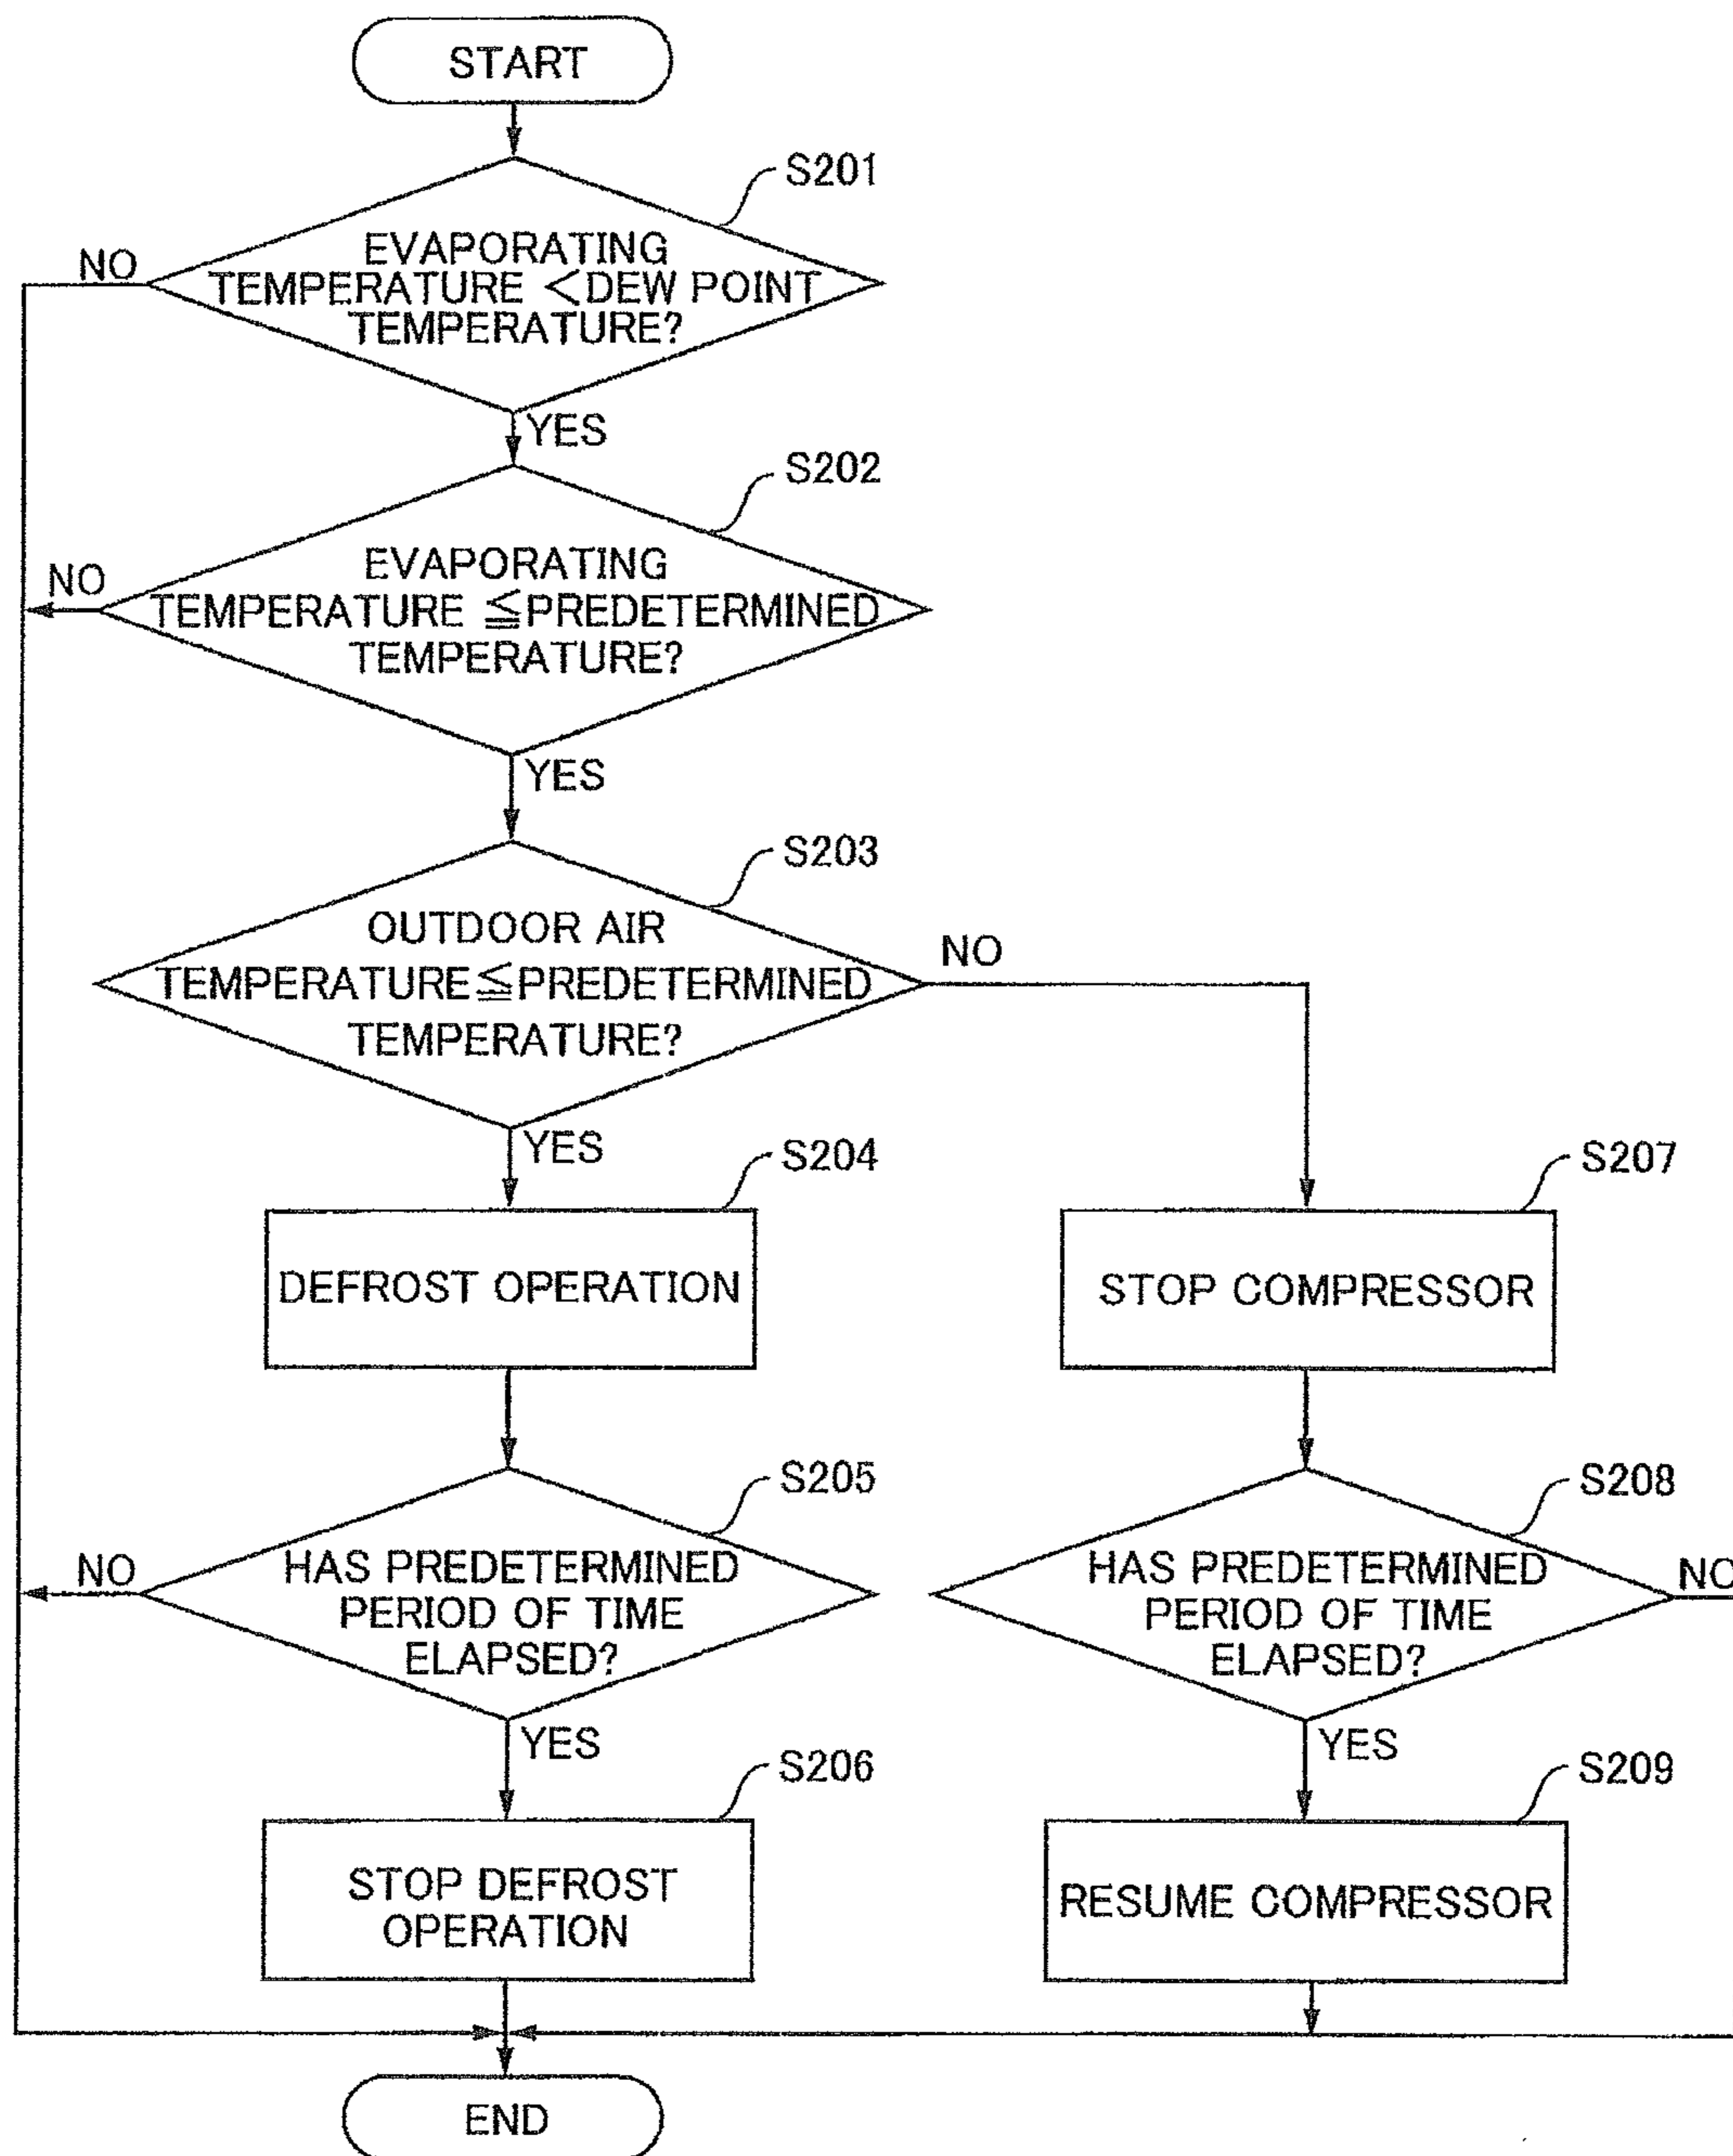 START
S201
EVAPORATING
TEMPERATURE <DEW POINT
TEMPERATURE?
NO
YES
S202
EVAPORATING
TEMPERATURE ≦PREDETERMINED
TEMPERATURE?
NO
YES
S203
OUTDOOR AIR
TEMPERATURE≦PREDETERMINED
TEMPERATURE?
NO
YES
S204
DEFROST OPERATION
S207
STOP COMPRESSOR
S205
HAS PREDETERMINED
PERIOD OF TIME
ELAPSED?
NO
YES
S208
HAS PREDETERMINED
PERIOD OF TIME
ELAPSED?
NO
YES
S206
STOP DEFROST
OPERATION
S209
RESUME COMPRESSOR
END